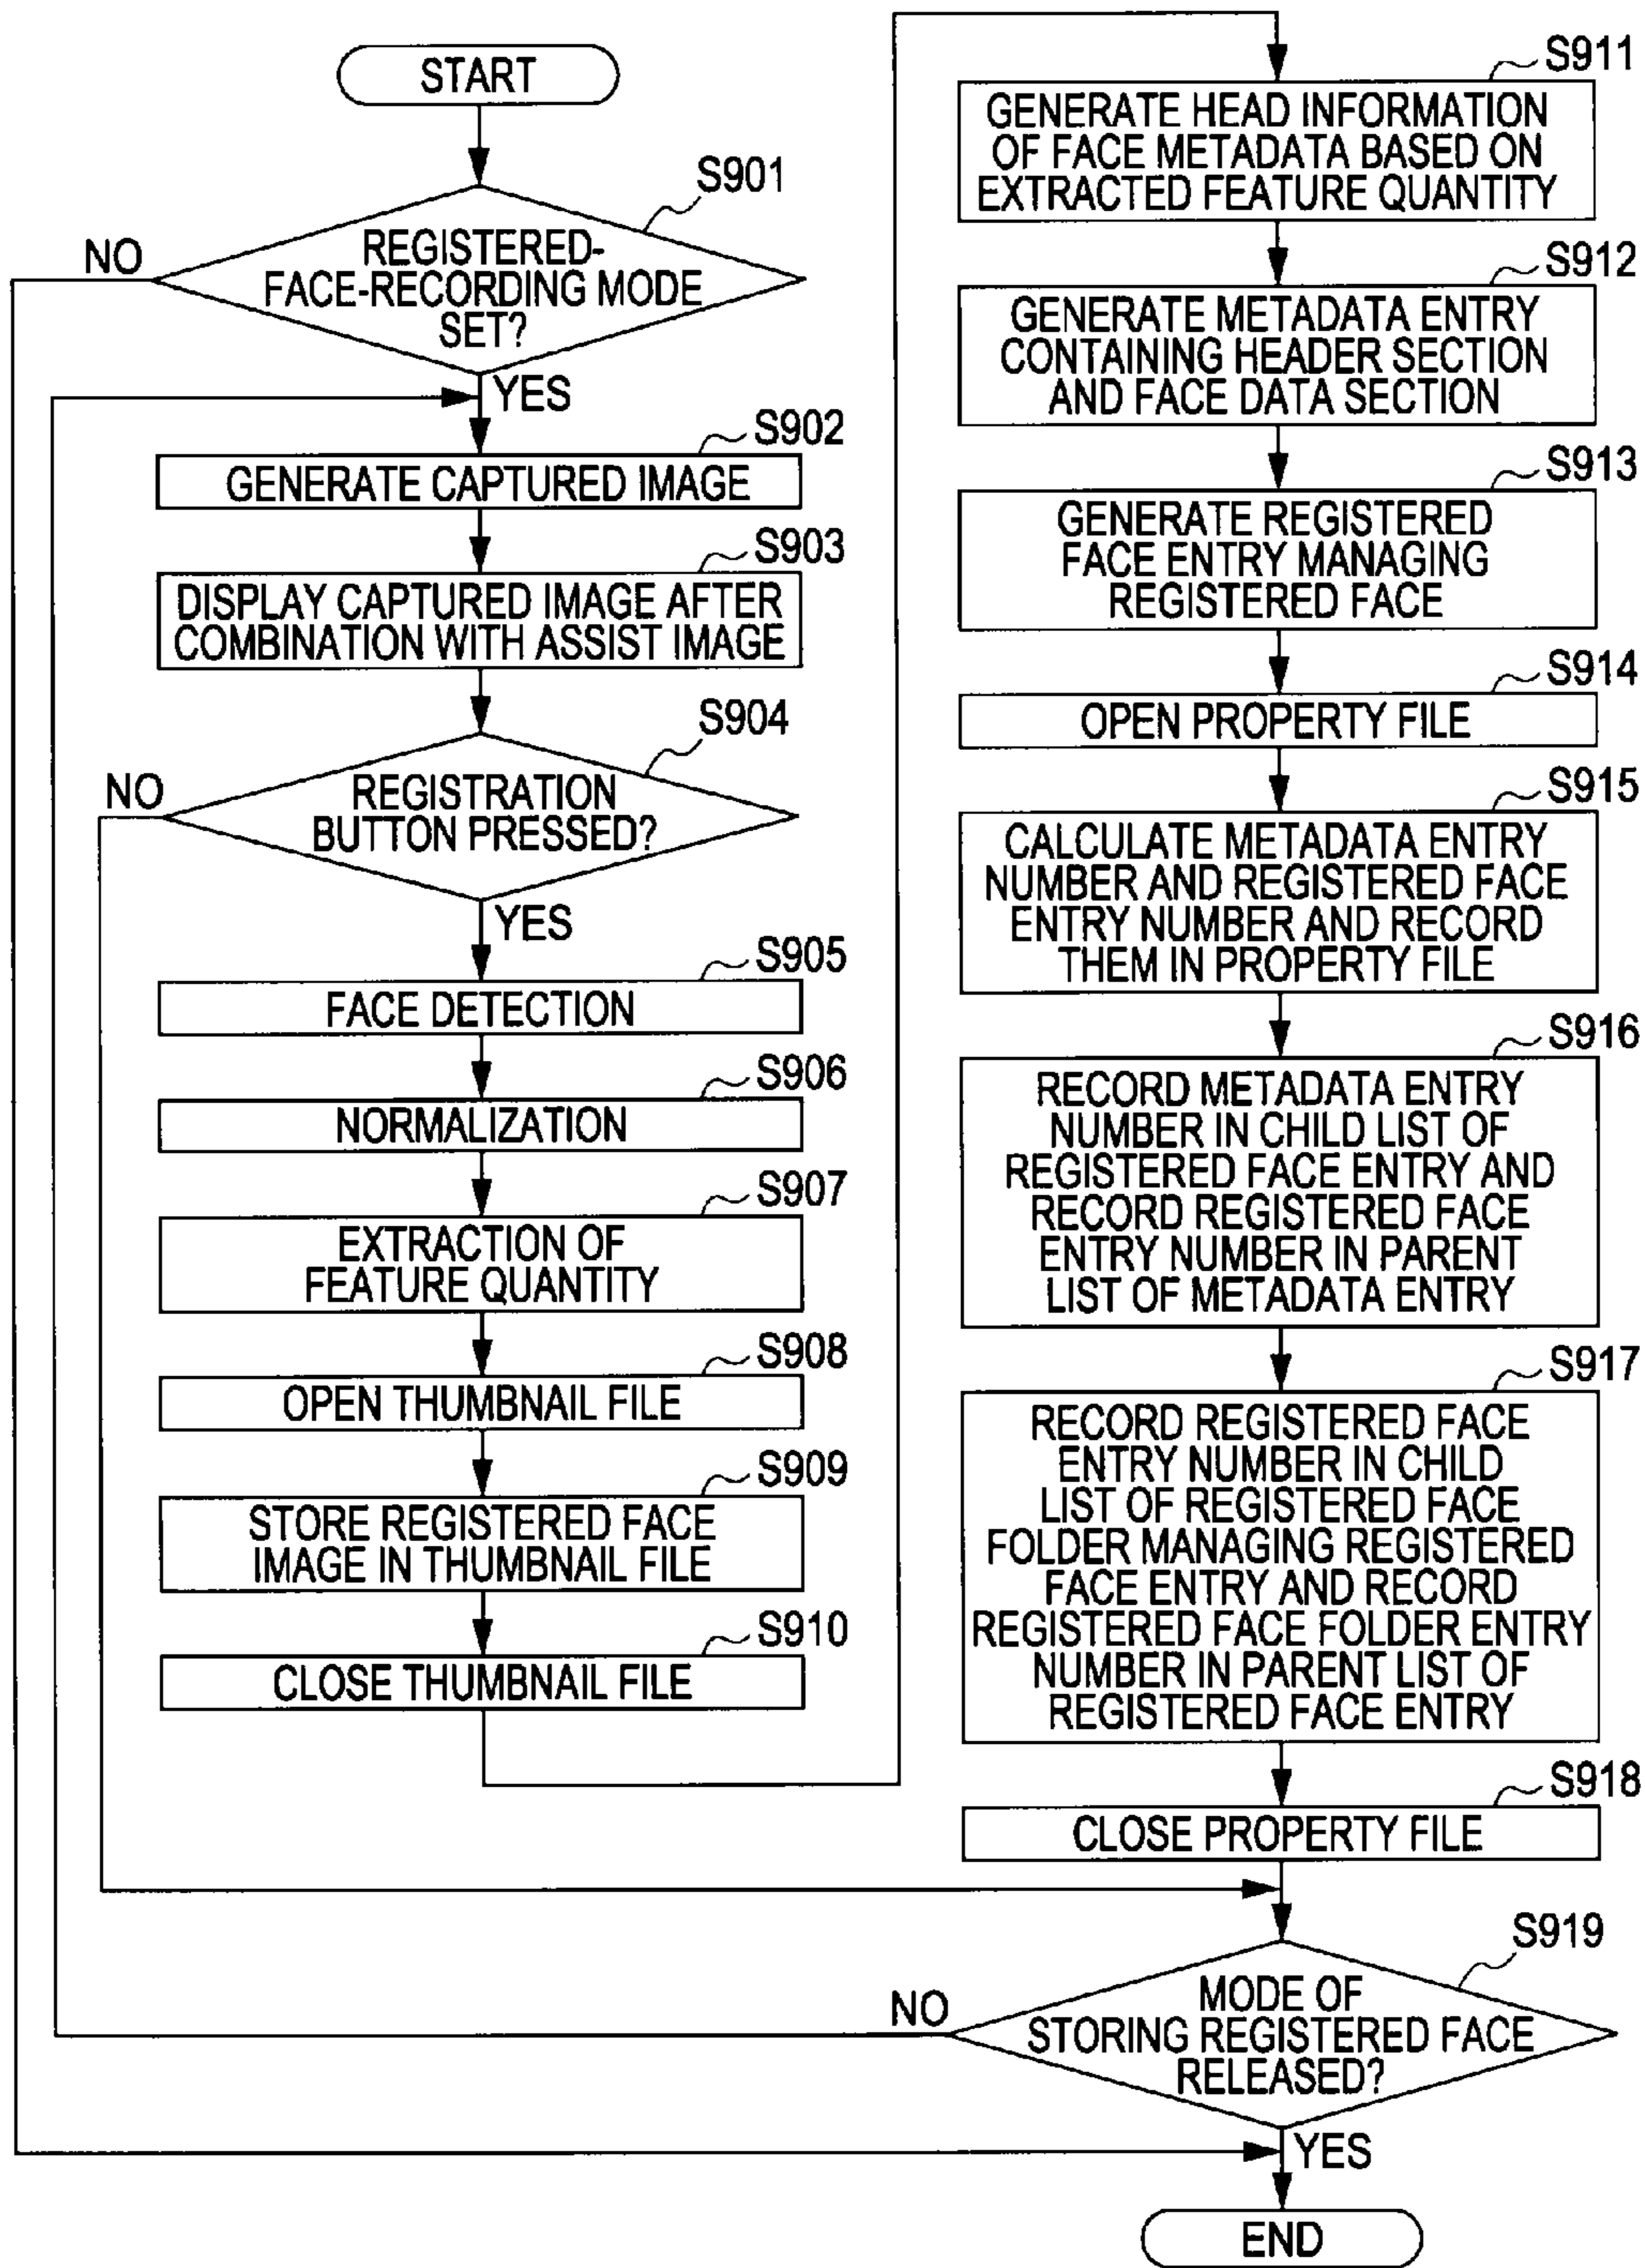 START
S901
REGISTERED-
FACE-RECORDING MODE
SET?
NO
YES
S902
GENERATE CAPTURED IMAGE
S903
DISPLAY CAPTURED IMAGE AFTER
COMBINATION WITH ASSIST IMAGE
S904
REGISTRATION
BUTTON PRESSED?
NO
YES
S905
FACE DETECTION
S906
NORMALIZATION
S907
EXTRACTION OF
FEATURE QUANTITY
S908
OPEN THUMBNAIL FILE
S909
STORE REGISTERED FACE
IMAGE IN THUMBNAIL FILE
S910
CLOSE THUMBNAIL FILE
S911
GENERATE HEAD INFORMATION
OF FACE METADATA BASED ON
EXTRACTED FEATURE QUANTITY
S912
GENERATE METADATA ENTRY
CONTAINING HEADER SECTION
AND FACE DATA SECTION
S913
GENERATE REGISTERED
FACE ENTRY MANAGING
REGISTERED FACE
S914
OPEN PROPERTY FILE
S915
CALCULATE METADATA ENTRY
NUMBER AND REGISTERED FACE
ENTRY NUMBER AND RECORD
THEM IN PROPERTY FILE
S916
RECORD METADATA ENTRY
NUMBER IN CHILD LIST OF
REGISTERED FACE ENTRY AND
RECORD REGISTERED FACE
ENTRY NUMBER IN PARENT
LIST OF METADATA ENTRY
S917
RECORD REGISTERED FACE
ENTRY NUMBER IN CHILD
LIST OF REGISTERED FACE
FOLDER MANAGING REGISTERED
FACE ENTRY AND RECORD
REGISTERED FACE FOLDER ENTRY
NUMBER IN PARENT LIST OF
REGISTERED FACE ENTRY
S918
CLOSE PROPERTY FILE
S919
MODE OF
STORING REGISTERED FACE
RELEASED?
NO
YES
END